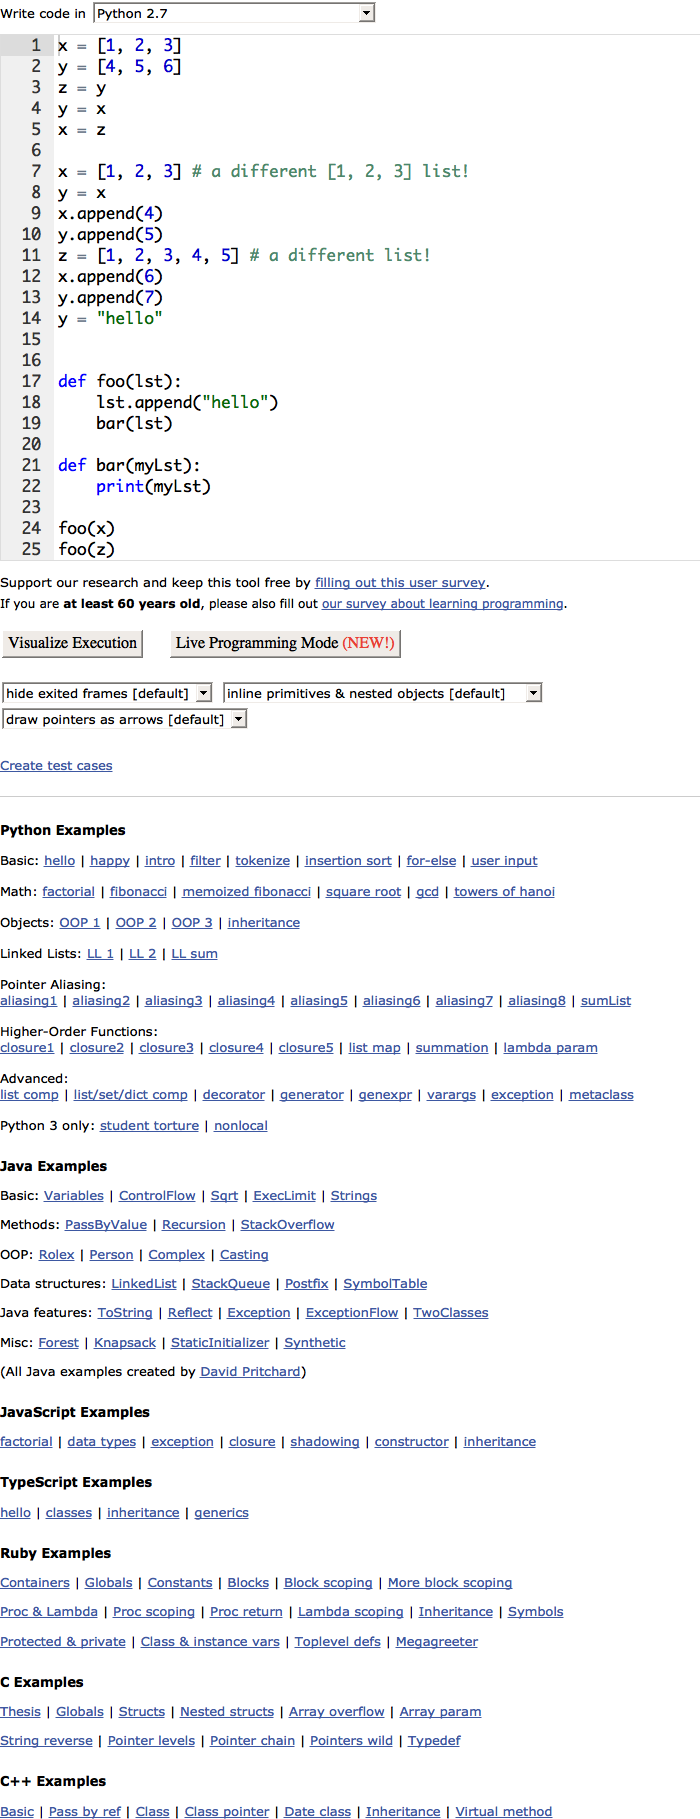 Write code in Python 2.7
1 x = [1, 2, 3]
2 y = [4, 5, 6]
3 z = y
4 y = x
5 x = z
6
7 x = [1, 2, 3] # a different [1, 2, 3] list!
8 y = x
9 x.append(4)
10 y.append(5)
11 z = [1, 2, 3, 4, 5] # a different list!
12 x.append(6)
13 y.append(7)
14 y = "hello"
15
16
17 def foo(lst):
18     lst.append("hello")
19     bar(lst)
20
21 def bar(myLst):
22     print(myLst)
23
24 foo(x)
25 foo(z)
Support our research and keep this tool free by filling out this user survey.
If you are at least 60 years old, please also fill out our survey about learning programming.
Visualize Execution Live Programming Mode (NEW!)
hide exited frames [default] inline primitives & nested objects [default]
draw pointers as arrows [default]
Create test cases
Python Examples
Basic: hello | happy | intro | filter | tokenize | insertion sort | for-else | user input
Math: factorial | fibonacci | memoized fibonacci | square root | gcd | towers of hanoi
Objects: OOP 1 | OOP 2 | OOP 3 | inheritance
Linked Lists: LL 1 | LL 2 | LL sum
Pointer Aliasing:
aliasing1 | aliasing2 | aliasing3 | aliasing4 | aliasing5 | aliasing6 | aliasing7 | aliasing8 | sumList
Higher-Order Functions:
closure1 | closure2 | closure3 | closure4 | closure5 | list map | summation | lambda param
Advanced:
list comp | list/set/dict comp | decorator | generator | genexpr | varargs | exception | metaclass
Python 3 only: student torture | nonlocal
Java Examples
Basic: Variables | ControlFlow | Sqrt | ExecLimit | Strings
Methods: PassByValue | Recursion | StackOverflow
OOP: Rolex | Person | Complex | Casting
Data structures: LinkedList | StackQueue | Postfix | SymbolTable
Java features: ToString | Reflect | Exception | ExceptionFlow | TwoClasses
Misc: Forest | Knapsack | StaticInitializer | Synthetic
(All Java examples created by David Pritchard)
JavaScript Examples
factorial | data types | exception | closure | shadowing | constructor | inheritance
TypeScript Examples
hello | classes | inheritance | generics
Ruby Examples
Containers | Globals | Constants | Blocks | Block scoping | More block scoping
Proc & Lambda | Proc scoping | Proc return | Lambda scoping | Inheritance | Symbols
Protected & private | Class & instance vars | Toplevel defs | Megagreeter
C Examples
Thesis | Globals | Structs | Nested structs | Array overflow | Array param
String reverse | Pointer levels | Pointer chain | Pointers wild | Typedef
C++ Examples
Basic | Pass by ref | Class | Class pointer | Date class | Inheritance | Virtual method